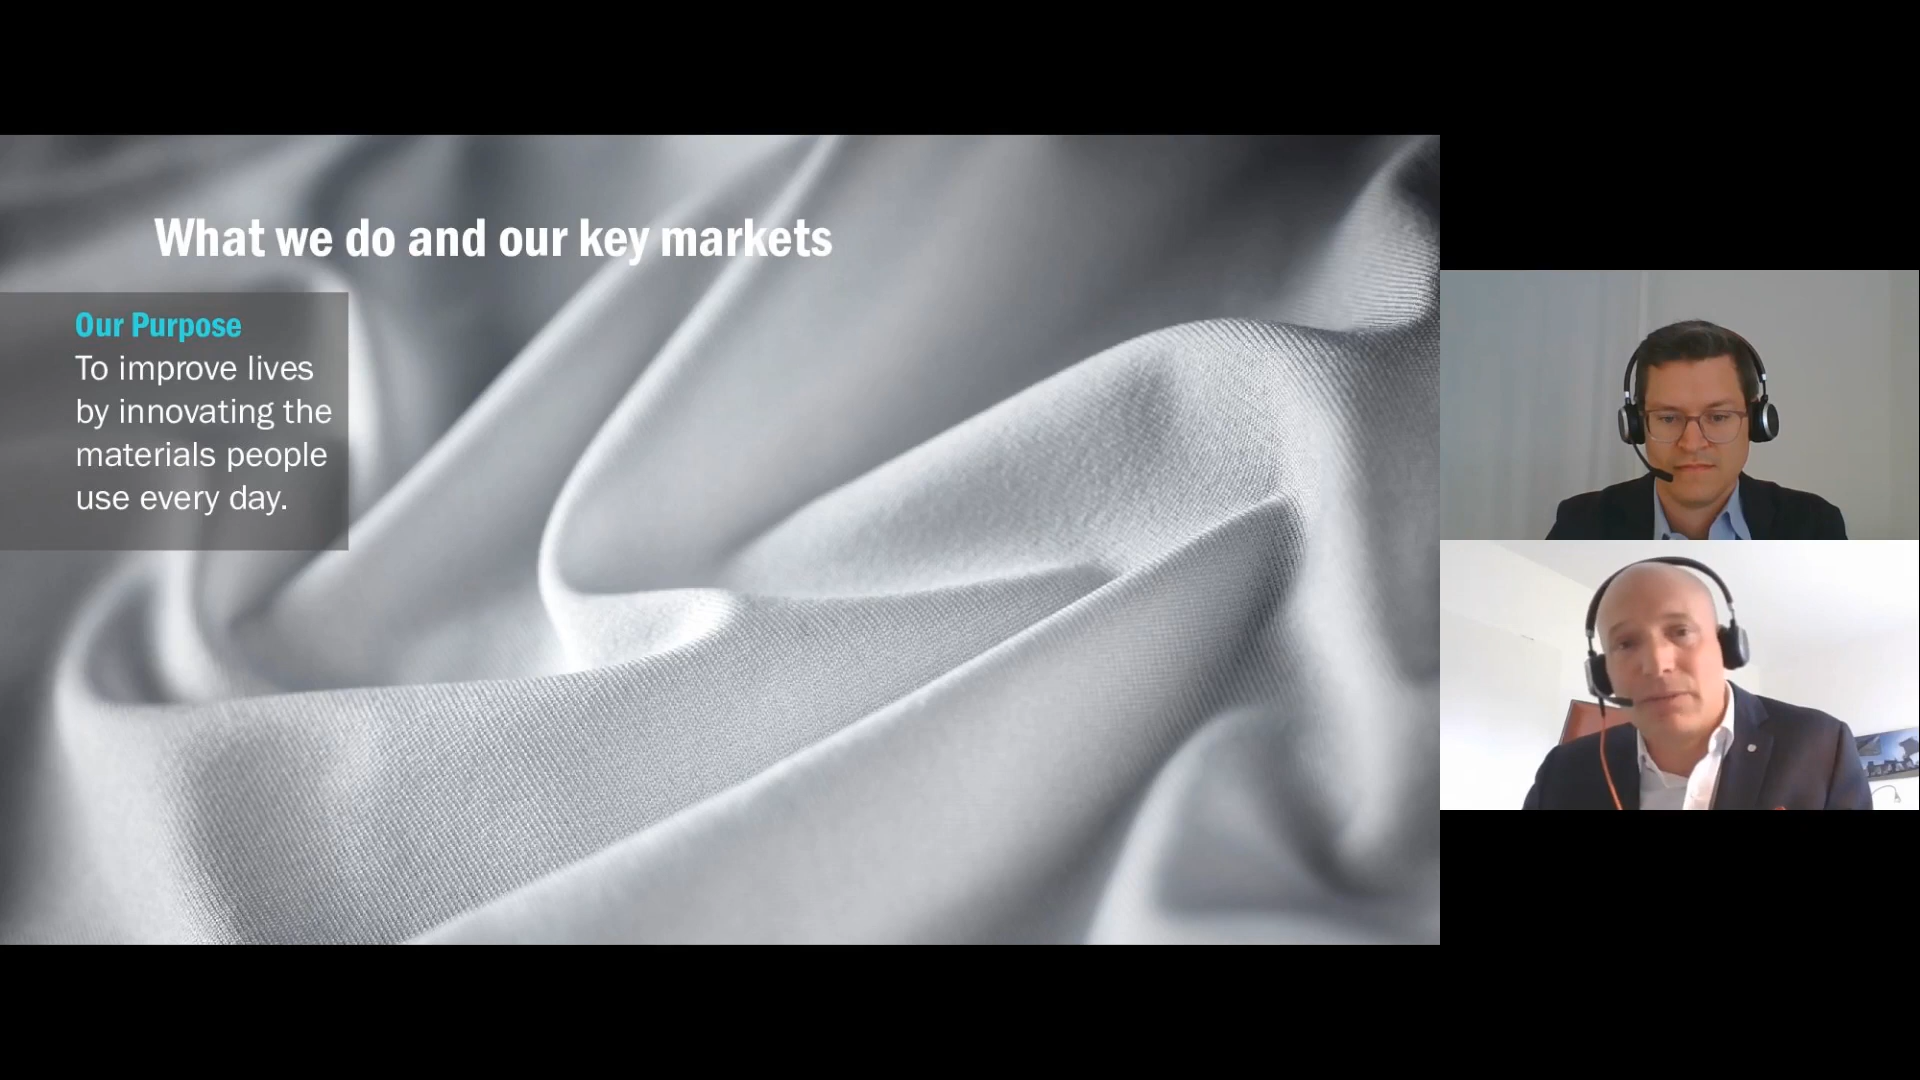 What we do and our key markets
Our Purpose
To improve lives
by innovating the
materials people
use every day.